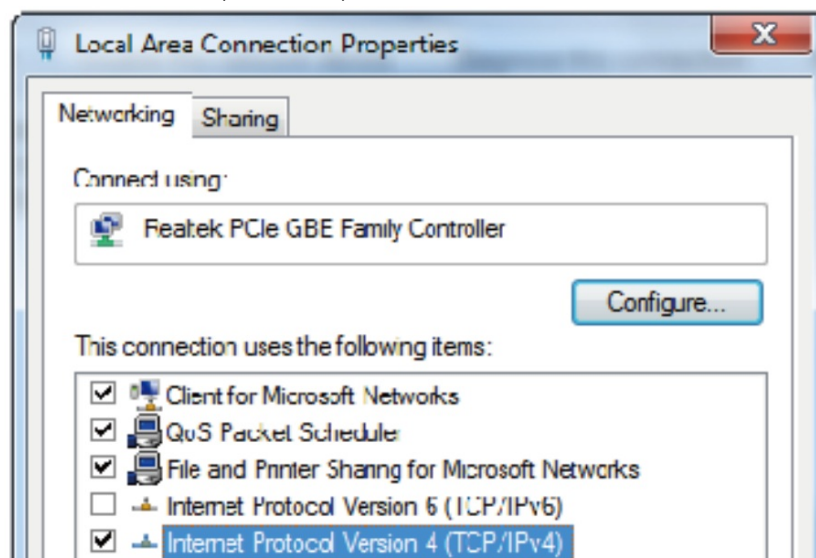 Local Area Connection Properties
Networking
Sharing
Connect using:
Realtek PCIe GBE Family Controller
Configure...
This connection uses the following items:
Client for Microsoft Networks
QoS Packet Scheduler
File and Printer Sharing for Microsoft Networks
Internet Protocol Version 6 (TCP/IPv6)
Internet Protocol Version 4 (TCP/IPv4)